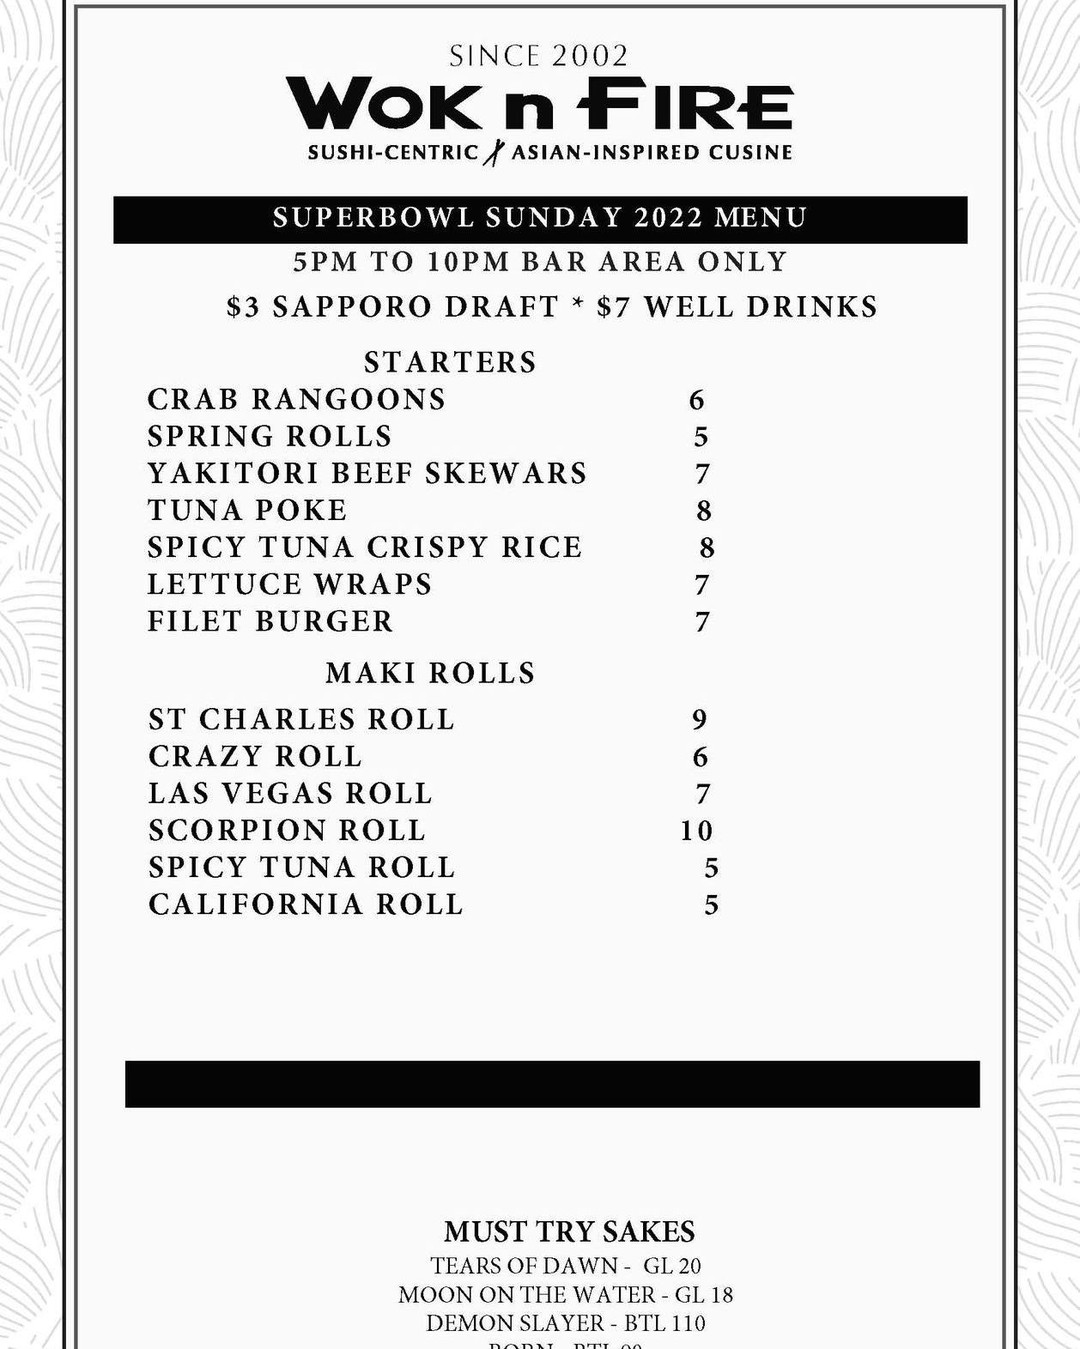 SINCE 2002
WOK n FIRE
SUSHI-CENTRIC ASIAN-INSPIRED CUSINE
SUPERBOWL SUNDAY 2022 MENU
5PM TO 10PM BAR AREA ONLY
$3 SAPPORO DRAFT * $7 WELL DRINKS
STARTERS
CRAB RANGOONS 6
SPRING ROLLS 5
YAKITORI BEEF SKEWARS 7
TUNA POKE 8
SPICY TUNA CRISPY RICE 8
LETTUCE WRAPS 7
FILET BURGER 7
MAKI ROLLS
ST CHARLES ROLL 9
CRAZY ROLL 6
LAS VEGAS ROLL 7
SCORPION ROLL 10
SPICY TUNA ROLL 5
CALIFORNIA ROLL 5
MUST TRY SAKES
TEARS OF DAWN - GL 20
MOON ON THE WATER - GL 18
DEMON SLAYER - BTL 110